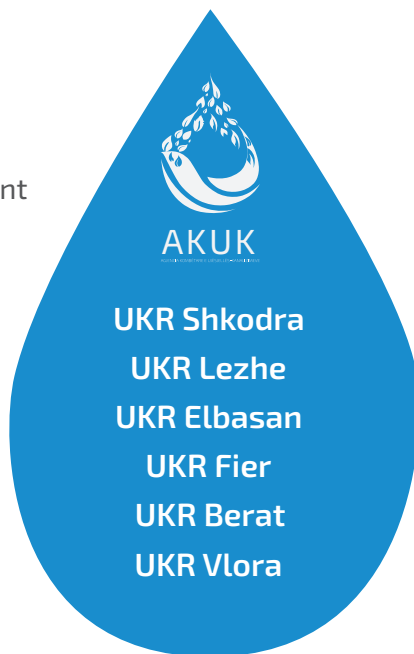 nt
AKUK
UKR Shkodra
UKR Lezhe
UKR Elbasan
UKR Fier
UKR Berat
UKR Vlora